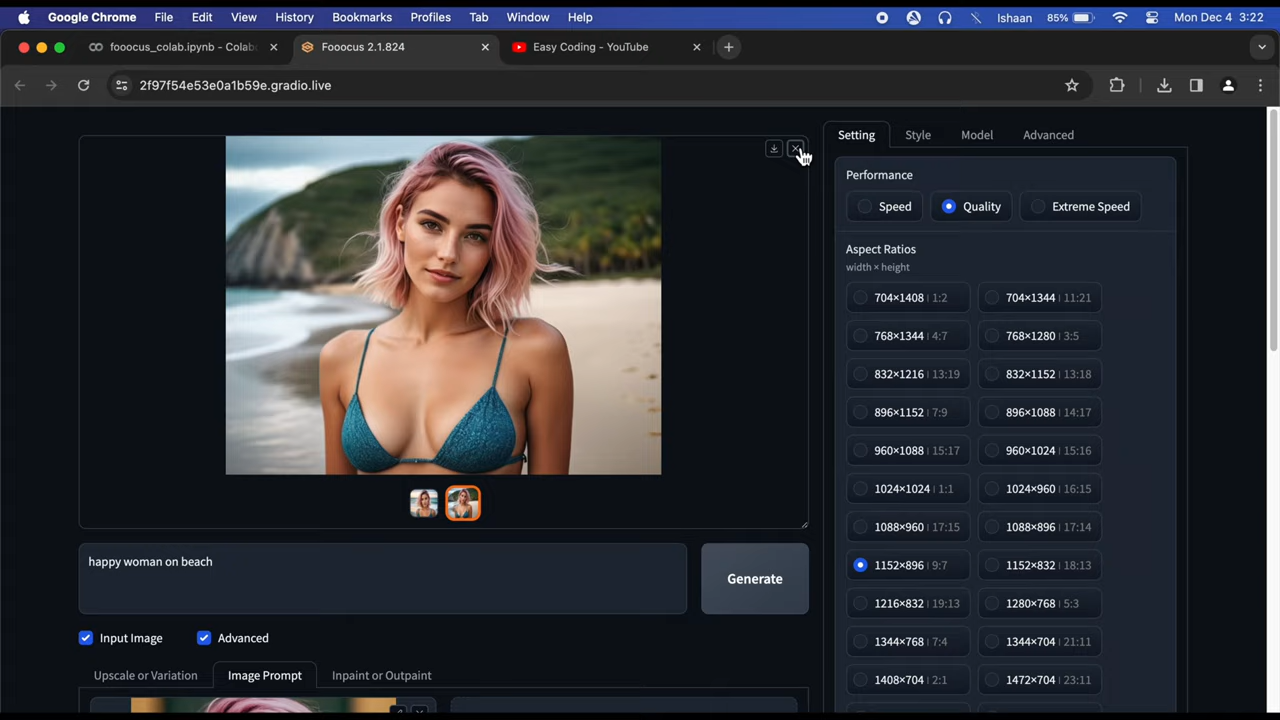 Google Chrome File Edit View History Bookmarks Profiles Tab Window Help Ishaan 85% Mon Dec 4 3:22
fooocus_colab.ipynb - Colab Fooocus 2.1.824 Easy Coding - YouTube
2f97f54e53e0a1b59e.gradio.live
Setting Style Model Advanced
Performance
Speed Quality Extreme Speed
Aspect Ratios
width × height
704×1408 | 1:2 704×1344 | 11:21
768×1344 | 4:7 768×1280 | 3:5
832×1216 | 13:19 832×1152 | 13:18
896×1152 | 7:9 896×1088 | 14:17
960×1088 | 15:17 960×1024 | 15:16
1024×1024 | 1:1 1024×960 | 16:15
1088×960 | 17:15 1088×896 | 17:14
1152×896 | 9:7 1152×832 | 18:13
1216×832 | 19:13 1280×768 | 5:3
1344×768 | 7:4 1344×704 | 21:11
1408×704 | 2:1 1472×704 | 23:11
happy woman on beach
Generate
Input Image Advanced
Upscale or Variation Image Prompt Inpaint or Outpaint